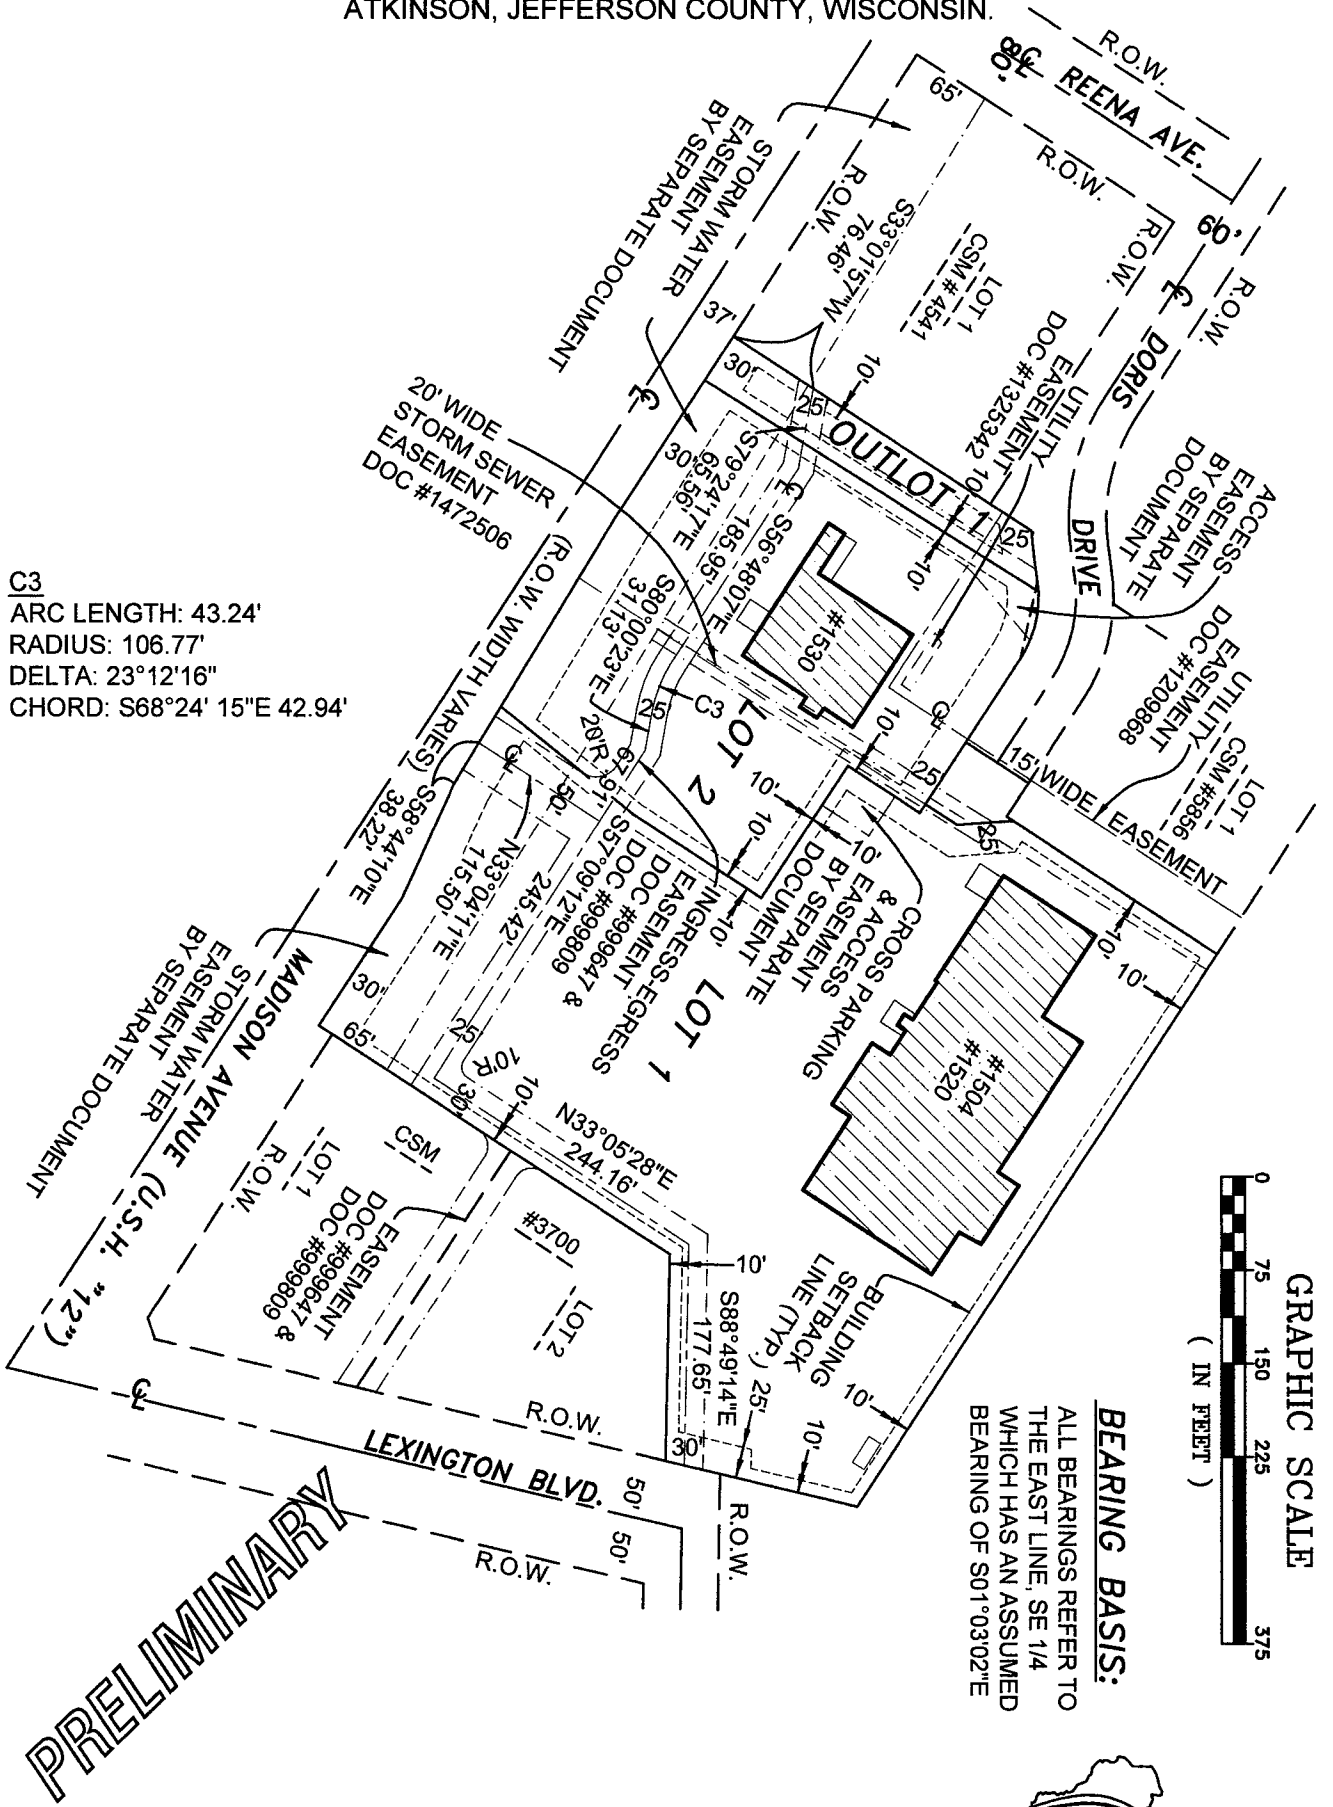 ATKINSON, JEFFERSON COUNTY, WISCONSIN.
R.O.W.
80'
℄
REENA AVE.
R.O.W.
65'
60'
R.O.W.
R.O.W.
℄
DORIS
DRIVE
STORM WATER
EASEMENT
BY SEPARATE DOCUMENT
R.O.W.
S33°01'57"W
76.46'
LOT 1
CSM # 4541
37'
℄
30'
25'
10'
OUTLOT 1
UTILITY
EASEMENT
DOC #1325342
10'
25'
10'
ACCESS
EASEMENT
BY SEPARATE
DOCUMENT
UTILITY
EASEMENT
DOC #12099868
LOT 1
CSM #5856
15' WIDE EASEMENT
20' WIDE
STORM SEWER
EASEMENT
DOC #1472506
30'
S79°24'17"E
65.56'
℄
S56°48'07"E
185.95'
S80°00'23"E
31.13'
#1530
C3
ARC LENGTH: 43.24'
RADIUS: 106.77'
DELTA: 23°12'16"
CHORD: S68°24' 15"E 42.94'
(R.O.W. WIDTH VARIES)
25'
C3
LOT 2
20'R
67.91'
℄
10'
25'
25'
10'
10'
10'
10'
℄
50'
S58°44'10"E
38.22'
N33°04'11"E
115.50'
245.42'
S57°09'12"E
INGRESS-EGRESS
EASEMENT
DOC #999647 &
DOC #999809
CROSS PARKING
& ACCESS
EASEMENT
BY SEPARATE
DOCUMENT
LOT 1
#1504
#1520
10'
10'
STORM WATER
EASEMENT
BY SEPARATE DOCUMENT
MADISON AVENUE (U.S.H. "12")
30'
65'
25'
10'R
10'
30'
N33°05'28"E
244.16'
R.O.W.
LOT 1
CSM
#3700
LOT 2
EASEMENT
DOC #999647 &
DOC #999809
10'
S88°49'14"E
177.65'
BUILDING
SETBACK
LINE (TYP.)
25'
10'
10'
30'
℄
R.O.W.
LEXINGTON BLVD.
50'
50'
R.O.W.
R.O.W.
GRAPHIC SCALE
0 75 150 225 375
( IN FEET )
BEARING BASIS:
ALL BEARINGS REFER TO
THE EAST LINE, SE 1/4
WHICH HAS AN ASSUMED
BEARING OF S01°03'02"E
PRELIMINARY